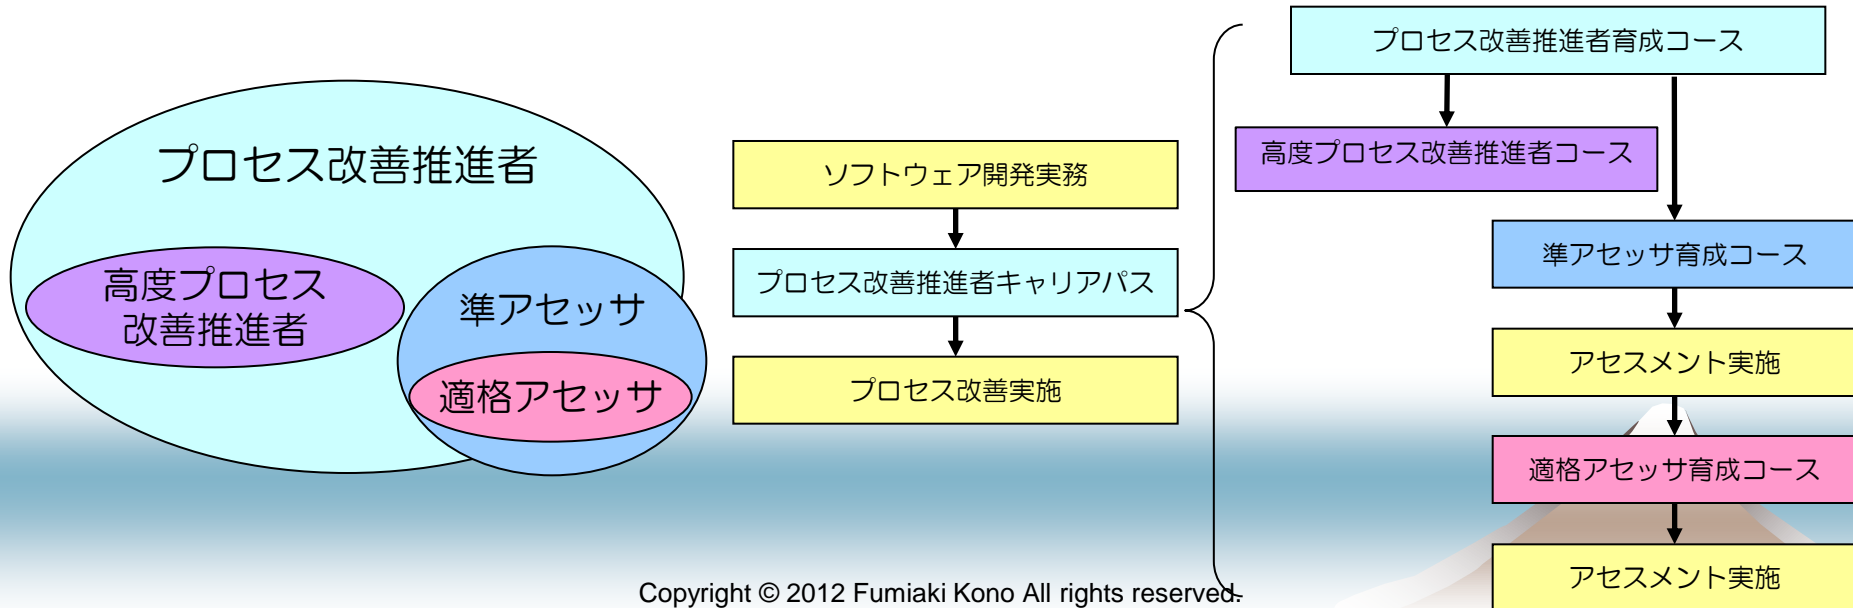 プロセス改善推進者
高度プロセス
改善推進者
準アセッサ
適格アセッサ
ソフトウェア開発実務
プロセス改善推進者キャリアパス
プロセス改善実施
プロセス改善推進者育成コース
高度プロセス改善推進者コース
準アセッサ育成コース
アセスメント実施
適格アセッサ育成コース
アセスメント実施
Copyright © 2012 Fumiaki Kono All rights reserved.